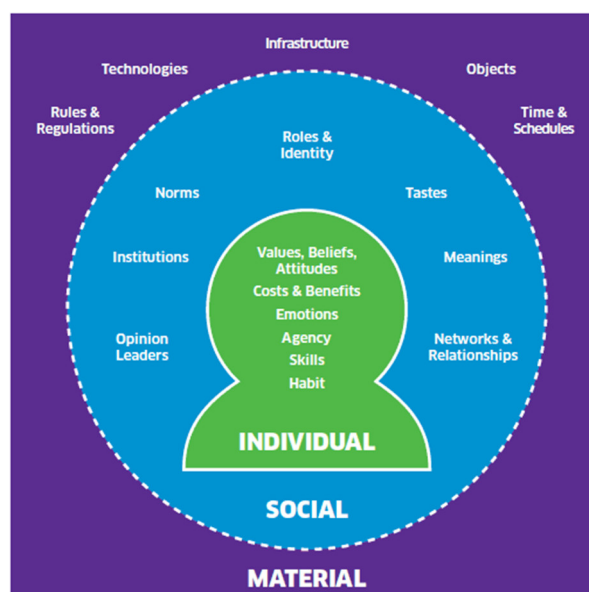 Infrastructure
Technologies
Objects
Rules &
Regulations
Time &
Schedules
Roles &
Identity
Norms
Tastes
Institutions
Meanings
Opinion
Leaders
Networks &
Relationships
Values, Beliefs,
Attitudes
Costs & Benefits
Emotions
Agency
Skills
Habit
INDIVIDUAL
SOCIAL
MATERIAL